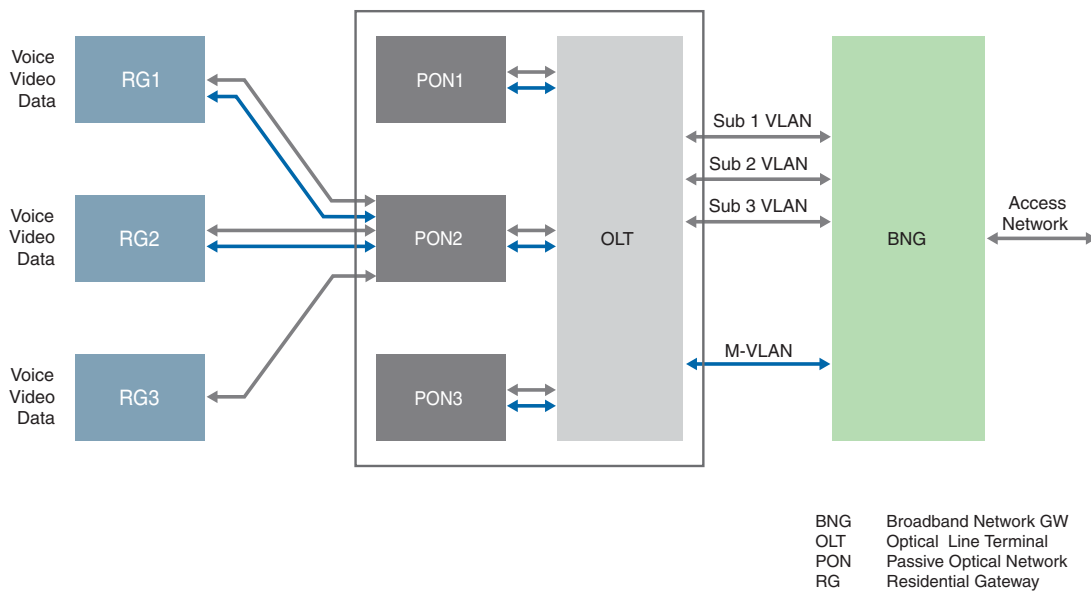 Voice
Video
Data
RG1
PON1
Sub 1 VLAN
Sub 2 VLAN
Sub 3 VLAN
Voice
Video
Data
RG2
PON2
OLT
BNG
Access
Network
M-VLAN
Voice
Video
Data
RG3
PON3
BNG Broadband Network GW
OLT Optical Line Terminal
PON Passive Optical Network
RG Residential Gateway